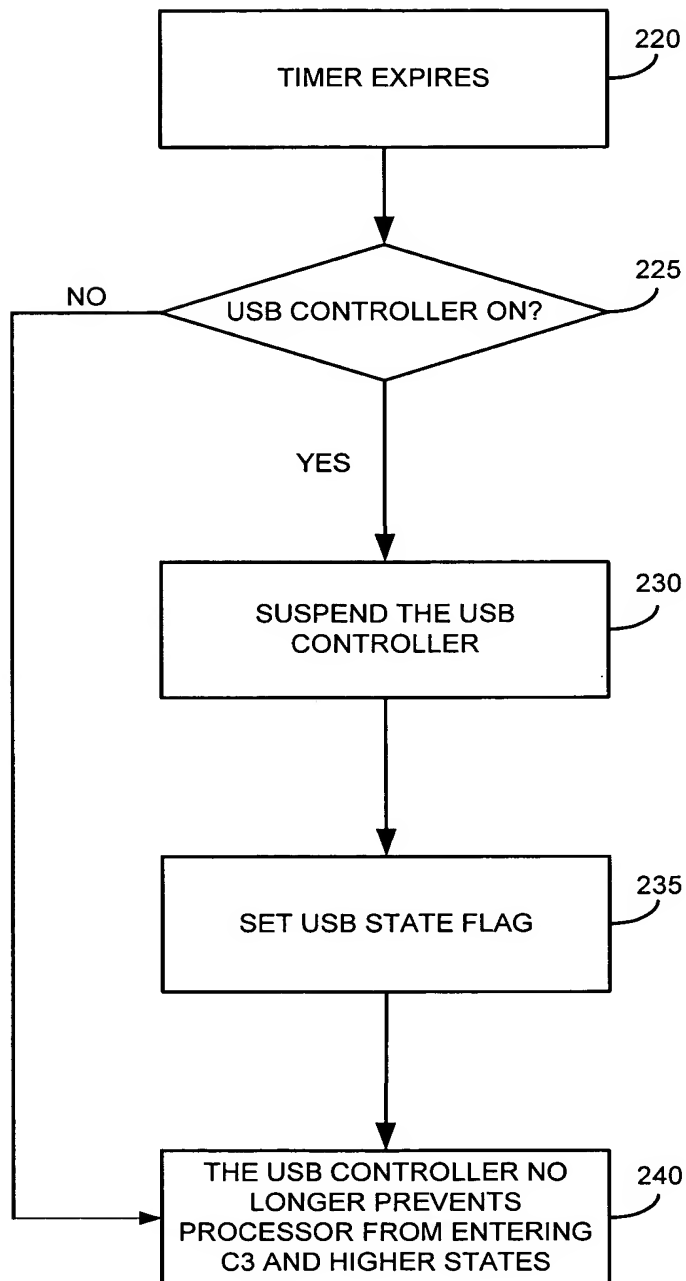 220
TIMER EXPIRES
225
NO
USB CONTROLLER ON?
YES
230
SUSPEND THE USB
CONTROLLER
235
SET USB STATE FLAG
240
THE USB CONTROLLER NO
LONGER PREVENTS
PROCESSOR FROM ENTERING
C3 AND HIGHER STATES